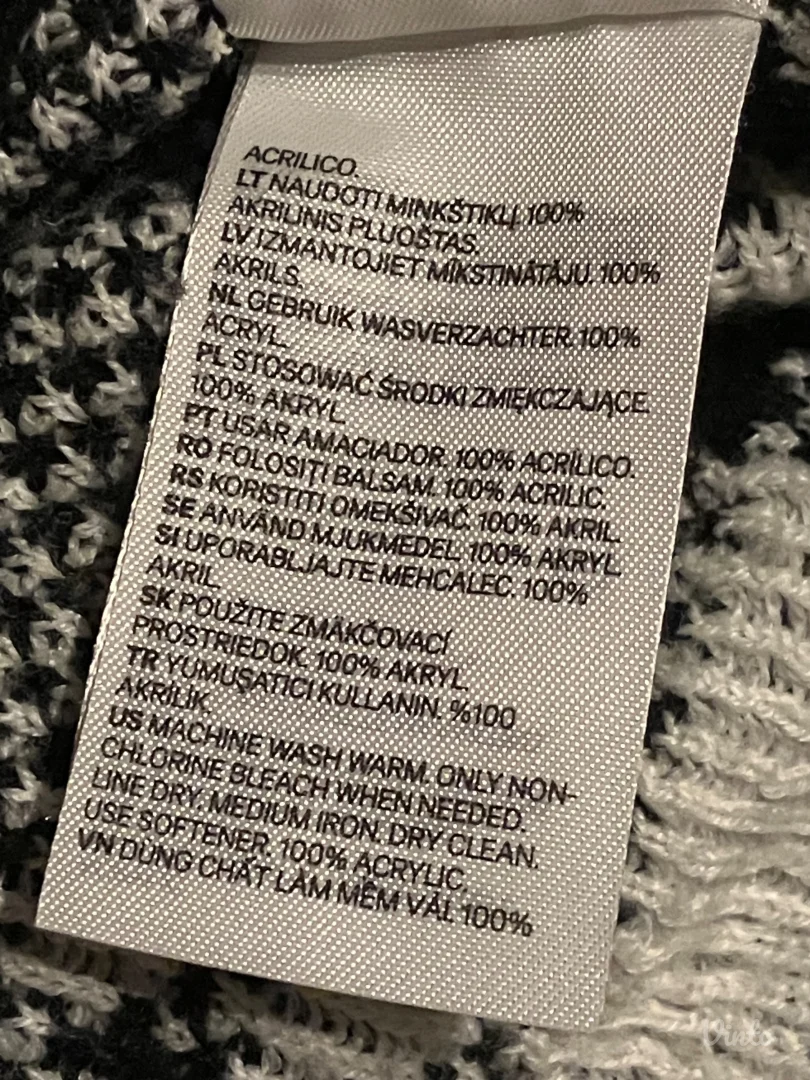 ACRILICO.
LT NAUDOTI MINKŠTIKLĮ. 100%
AKRILINIS PLUOŠTAS.
LV IZMANTOJIET MĪKSTINĀTĀJU. 100%
AKRILS.
NL GEBRUIK WASVERZACHTER. 100%
ACRYL.
PL STOSOWAĆ ŚRODKI ZMIĘKCZAJĄCE.
100% AKRYL
PT USAR AMACIADOR. 100% ACRÍLICO.
RO FOLOSIȚI BALSAM. 100% ACRILIC.
RS KORISTITI OMEKŠIVAČ. 100% AKRIL
SE ANVÄND MJUKMEDEL. 100% AKRYL
SI UPORABLJAJTE MEHČALEC. 100%
AKRIL
SK POUŽITE ZMÄKČOVACÍ
PROSTRIEDOK. 100% AKRYL.
TR YUMUŞATICI KULLANIN. %100
AKRİLİK.
US MACHINE WASH WARM. ONLY NON-
CHLORINE BLEACH WHEN NEEDED.
LINE DRY. MEDIUM IRON. DRY CLEAN.
USE SOFTENER. 100% ACRYLIC.
VN DÙNG CHẤT LÀM MỀM VẢI. 100%
Vinted